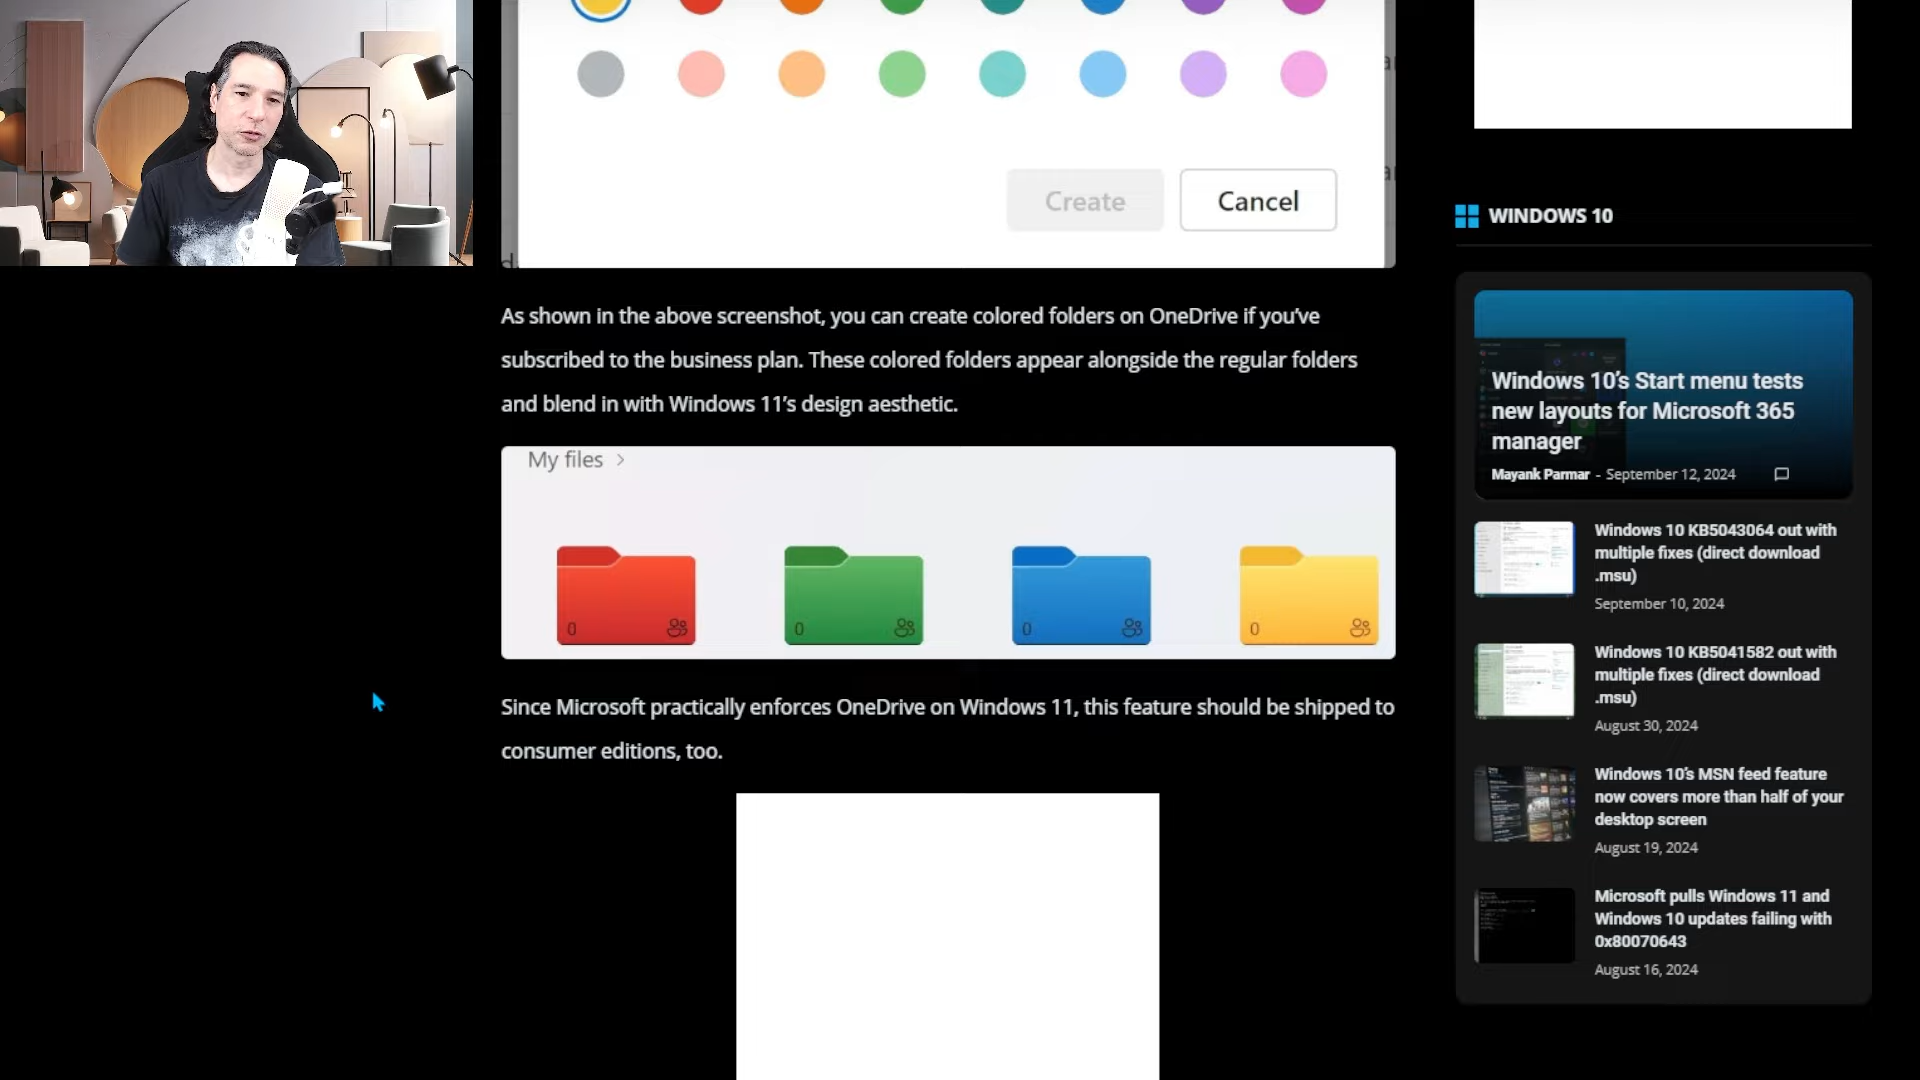 Create
Cancel
As shown in the above screenshot, you can create colored folders on OneDrive if you’ve
subscribed to the business plan. These colored folders appear alongside the regular folders
and blend in with Windows 11’s design aesthetic.
My files >
0
0
0
0
Since Microsoft practically enforces OneDrive on Windows 11, this feature should be shipped to
consumer editions, too.
WINDOWS 10
Windows 10’s Start menu tests
new layouts for Microsoft 365
manager
Mayank Parmar - September 12, 2024
Windows 10 KB5043064 out with
multiple fixes (direct download
.msu)
September 10, 2024
Windows 10 KB5041582 out with
multiple fixes (direct download
.msu)
August 30, 2024
Windows 10’s MSN feed feature
now covers more than half of your
desktop screen
August 19, 2024
Microsoft pulls Windows 11 and
Windows 10 updates failing with
0x80070643
August 16, 2024